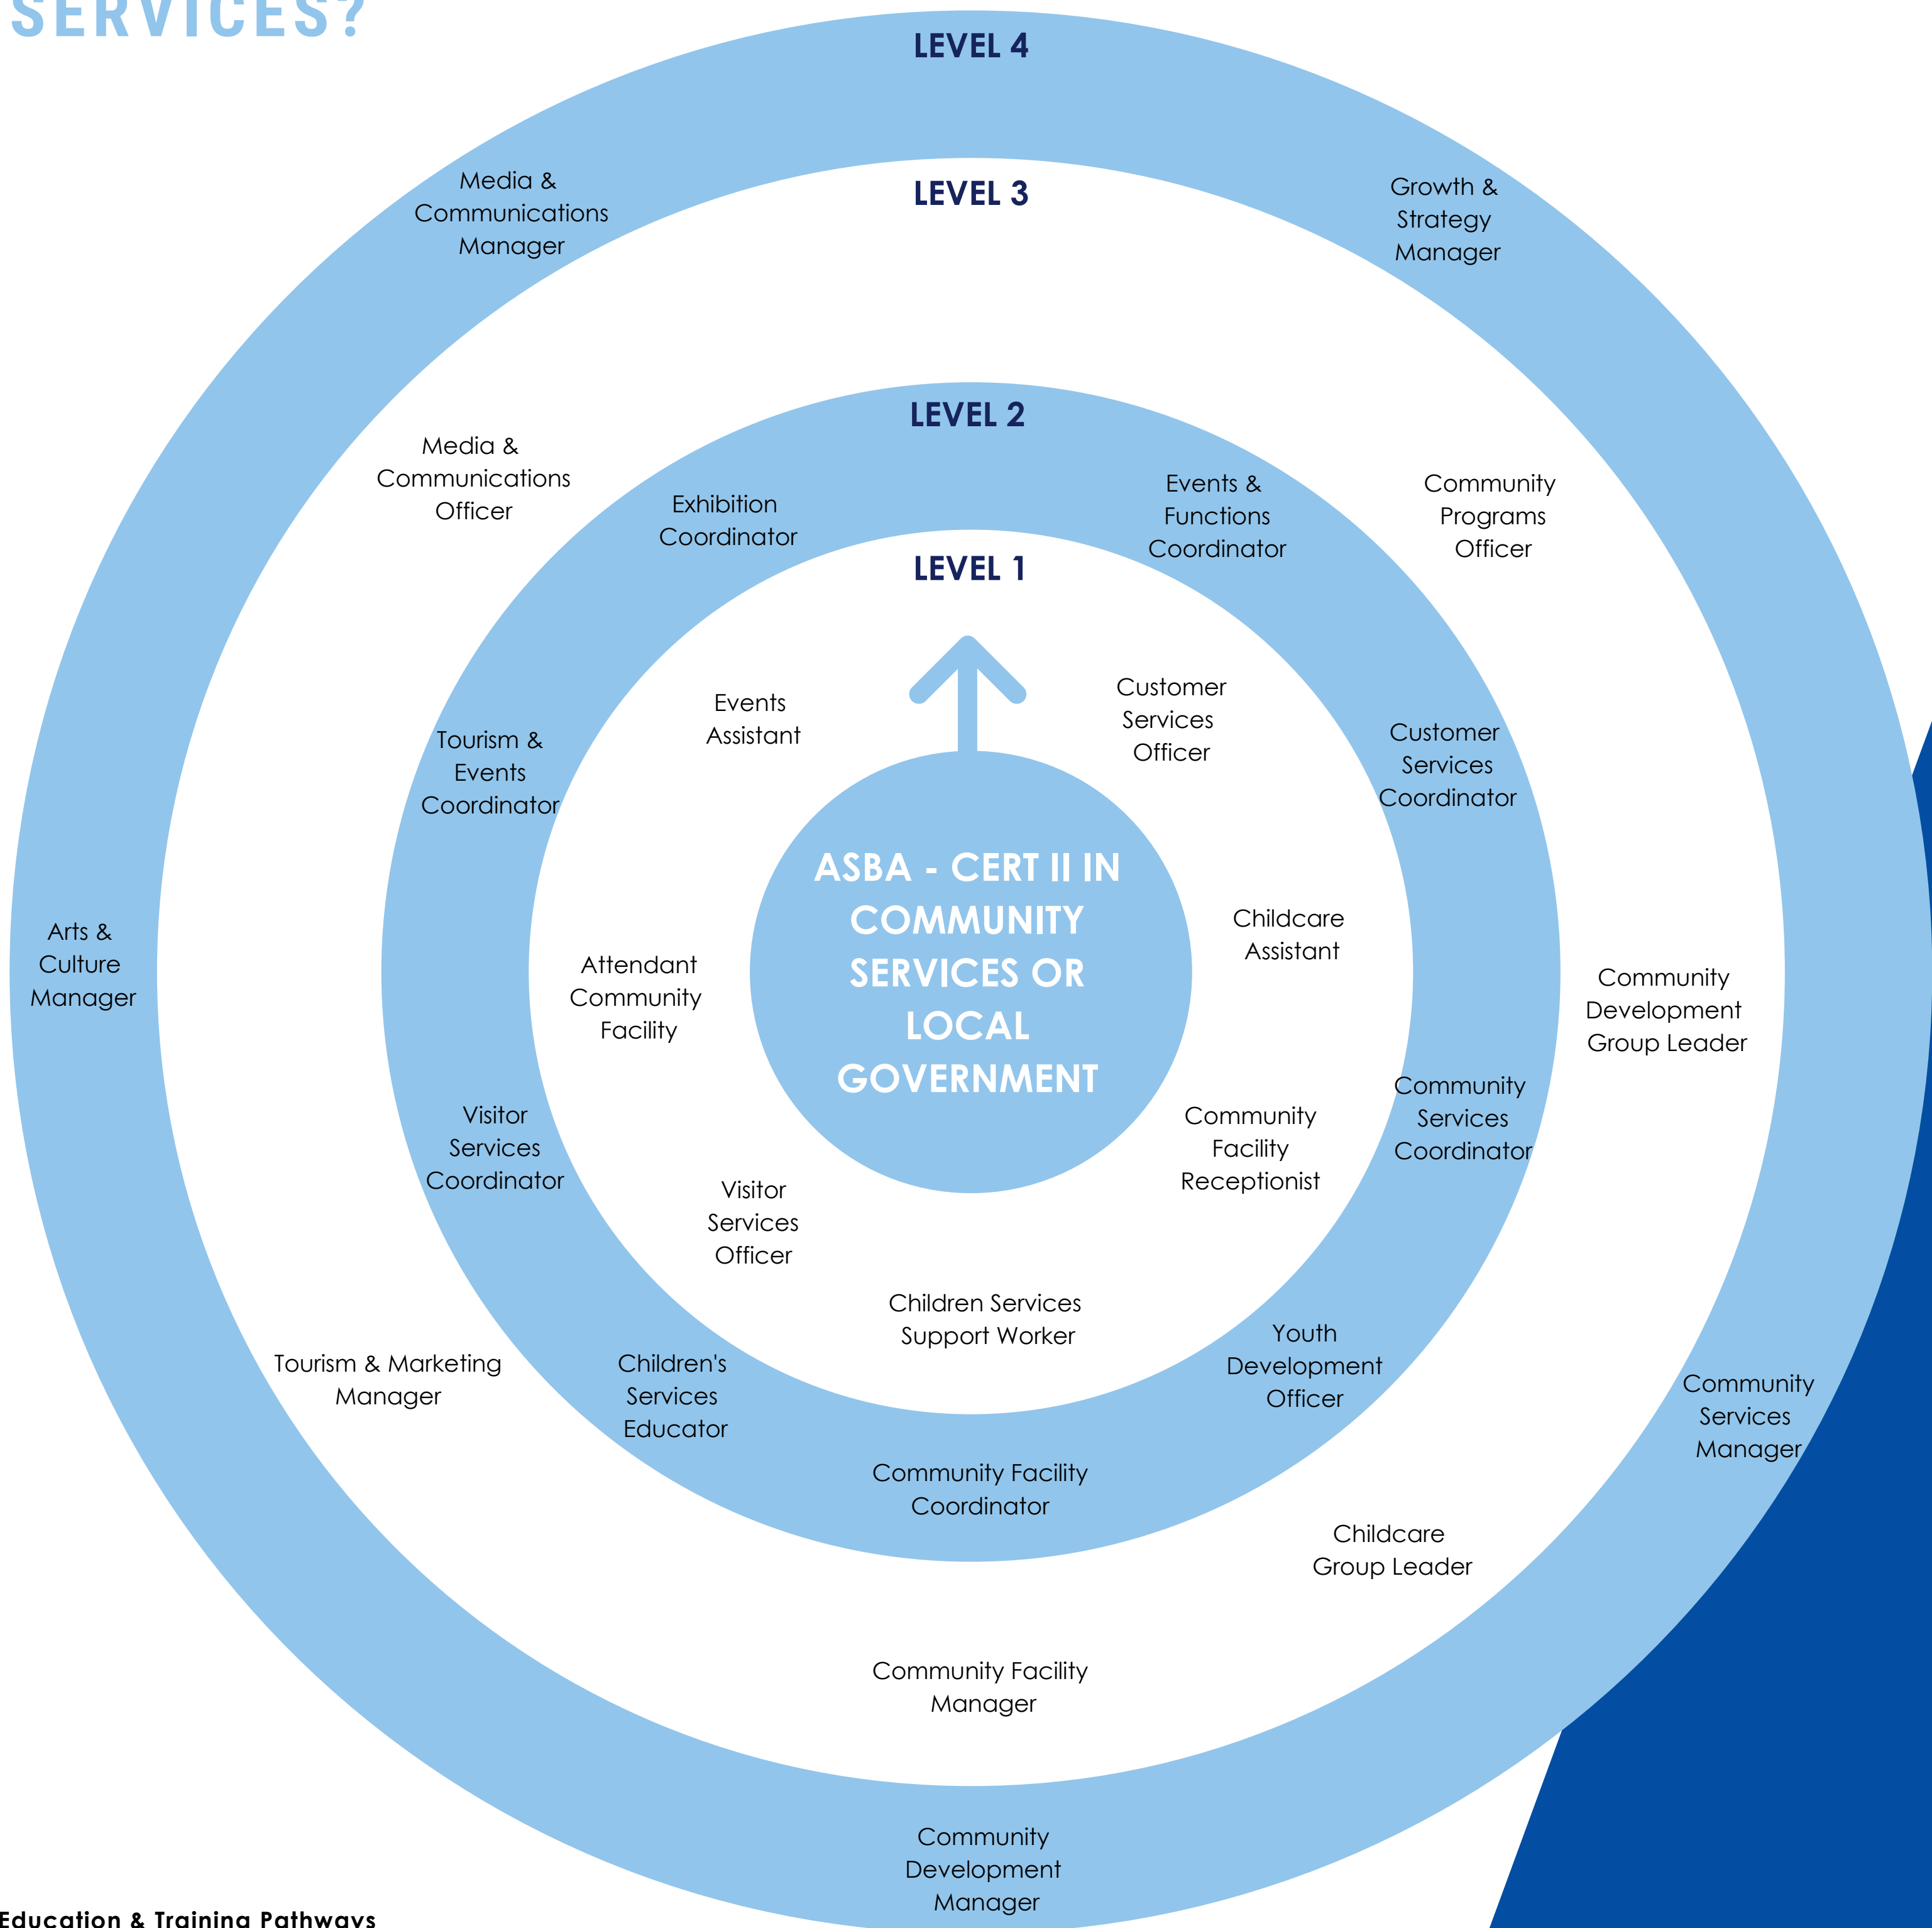 SERVICES?
LEVEL 4
Media &
Communications
Manager
Growth &
Strategy
Manager
Arts &
Culture
Manager
Community
Services
Manager
Community
Development
Manager
LEVEL 3
Media &
Communications
Officer
Community
Programs
Officer
Community
Development
Group Leader
Tourism & Marketing
Manager
Childcare
Group Leader
Community Facility
Manager
LEVEL 2
Exhibition
Coordinator
Events &
Functions
Coordinator
Tourism &
Events
Coordinator
Customer
Services
Coordinator
Visitor
Services
Coordinator
Community
Services
Coordinator
Children's
Services
Educator
Youth
Development
Officer
Community Facility
Coordinator
LEVEL 1
Events
Assistant
Customer
Services
Officer
Childcare
Assistant
Attendant
Community
Facility
Community
Facility
Receptionist
Visitor
Services
Officer
Children Services
Support Worker
ASBA - CERT II IN
COMMUNITY
SERVICES OR
LOCAL
GOVERNMENT
Education & Training Pathways